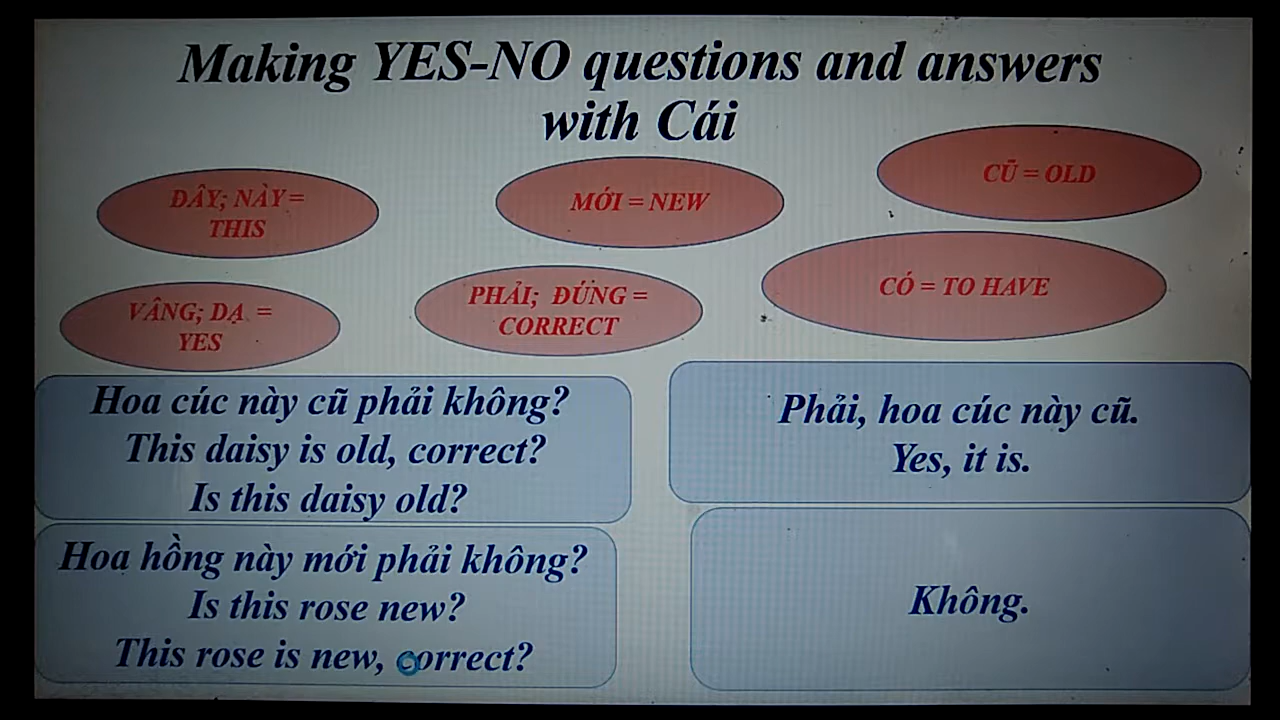 Making YES-NO questions and answers
with Cái
ĐÂY; NÀY =
THIS
MỚI = NEW
CŨ = OLD
VÂNG; DẠ =
YES
PHẢI; ĐÚNG =
CORRECT
CÓ = TO HAVE
Hoa cúc này cũ phải không?
This daisy is old, correct?
Is this daisy old?
Phải, hoa cúc này cũ.
Yes, it is.
Hoa hồng này mới phải không?
Is this rose new?
This rose is new, correct?
Không.